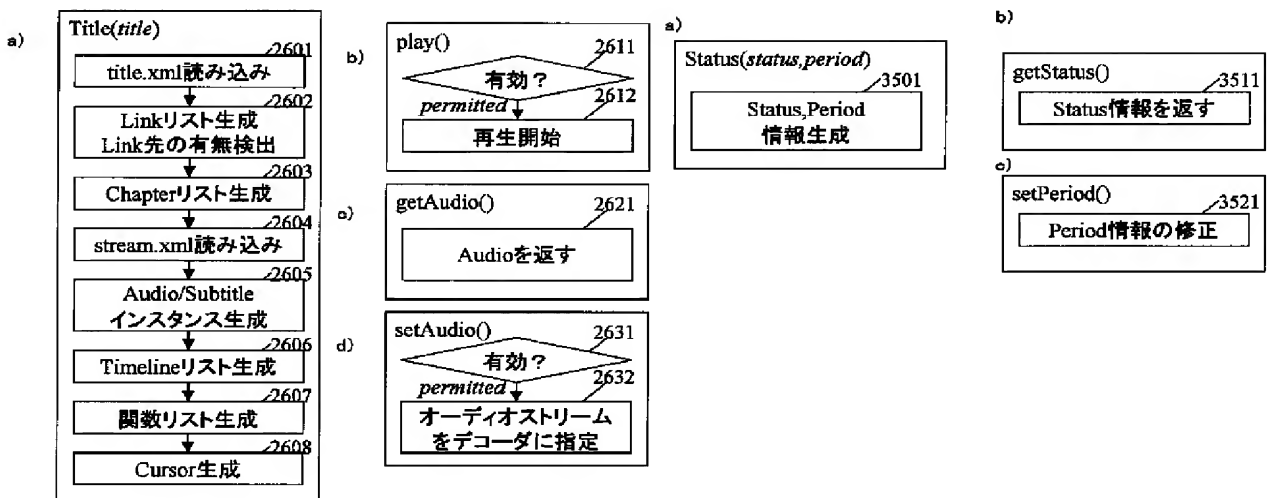 a)
Title(title)
2601
title.xml読み込み
2602
Linkリスト生成
Link先の有無検出
2603
Chapterリスト生成
2604
stream.xml読み込み
2605
Audio/Subtitle
インスタンス生成
2606
Timelineリスト生成
2607
関数リスト生成
2608
Cursor生成
b)
play()
2611
有効？
permitted
2612
再生開始
c)
getAudio()
2621
Audioを返す
d)
setAudio()
2631
有効？
permitted
2632
オーディオストリーム
をデコーダに指定
a)
Status(status,period)
3501
Status,Period
情報生成
b)
getStatus()
3511
Status情報を返す
c)
setPeriod()
3521
Period情報の修正